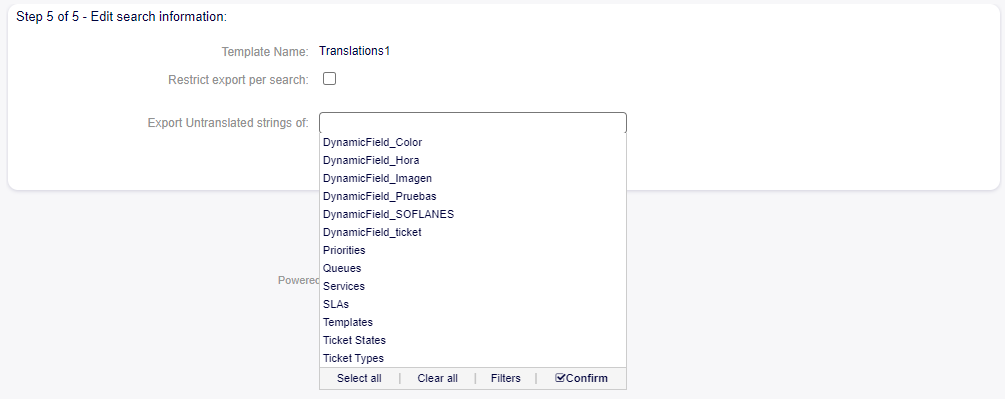 Step 5 of 5 - Edit search information:
Template Name: Translations1
Restrict export per search:
Export Untranslated strings of:
DynamicField_Color
DynamicField_Hora
DynamicField_Imagen
DynamicField_Pruebas
DynamicField_SOFLANES
DynamicField_ticket
Priorities
Queues
Powered
Services
SLAs
Templates
Ticket States
Ticket Types
Select all | Clear all | Filters | Confirm